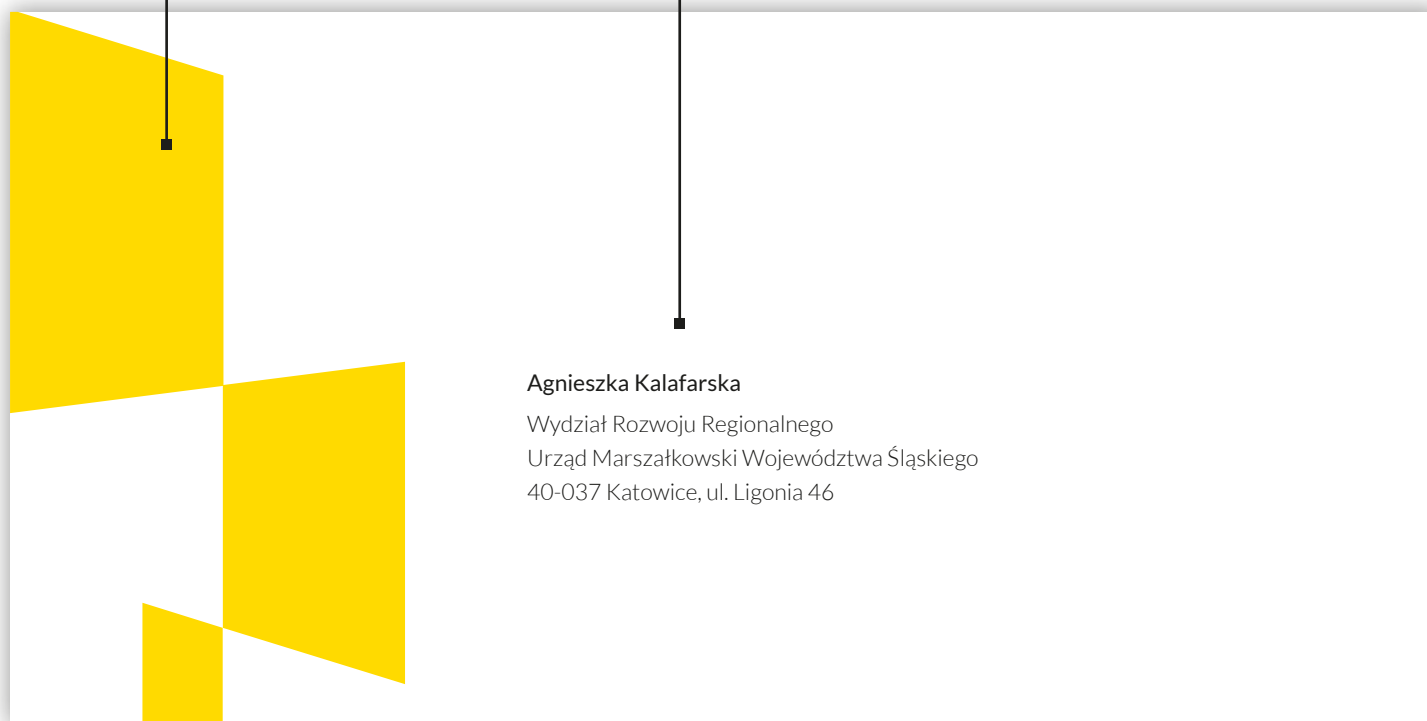 Agnieszka Kalafarska
Wydział Rozwoju Regionalnego
Urząd Marszałkowski Województwa Śląskiego
40-037 Katowice, ul. Ligonia 46